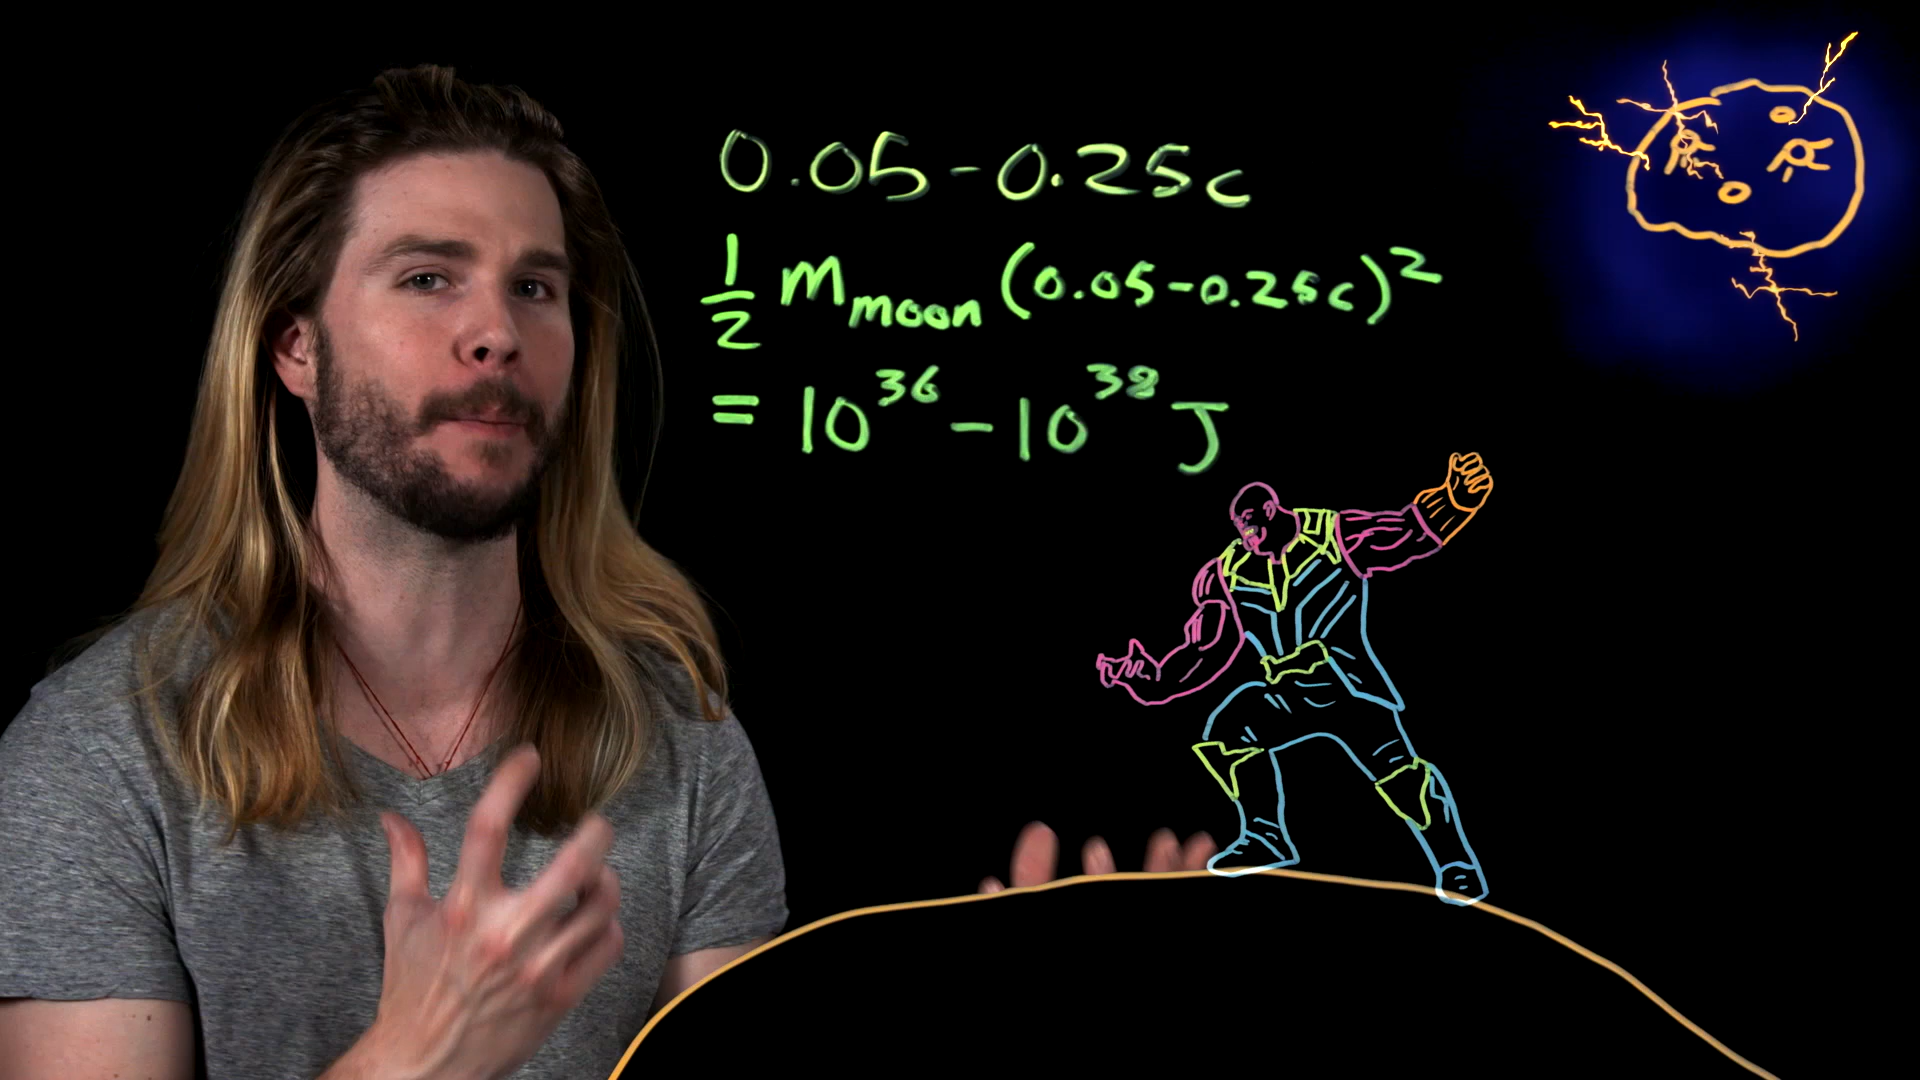 0.05-0.25c
1/2 m_moon (0.05-0.25c)^2
= 10^36 - 10^38 J